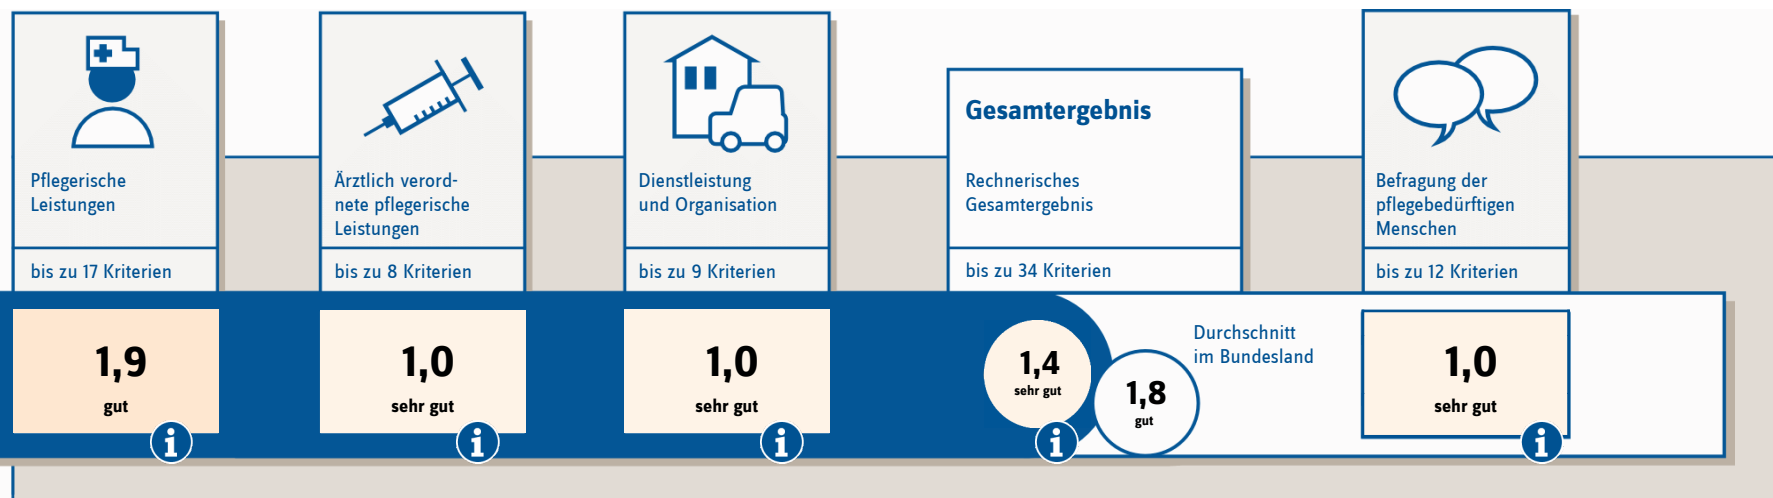 Pflegerische
Leistungen
bis zu 17 Kriterien
1,9
gut
i
Ärztlich verord-
nete pflegerische
Leistungen
bis zu 8 Kriterien
1,0
sehr gut
i
Dienstleistung
und Organisation
bis zu 9 Kriterien
1,0
sehr gut
i
Gesamtergebnis
Rechnerisches
Gesamtergebnis
bis zu 34 Kriterien
1,4
sehr gut
i
1,8
gut
Durchschnitt
im Bundesland
Befragung der
pflegebedürftigen
Menschen
bis zu 12 Kriterien
1,0
sehr gut
i